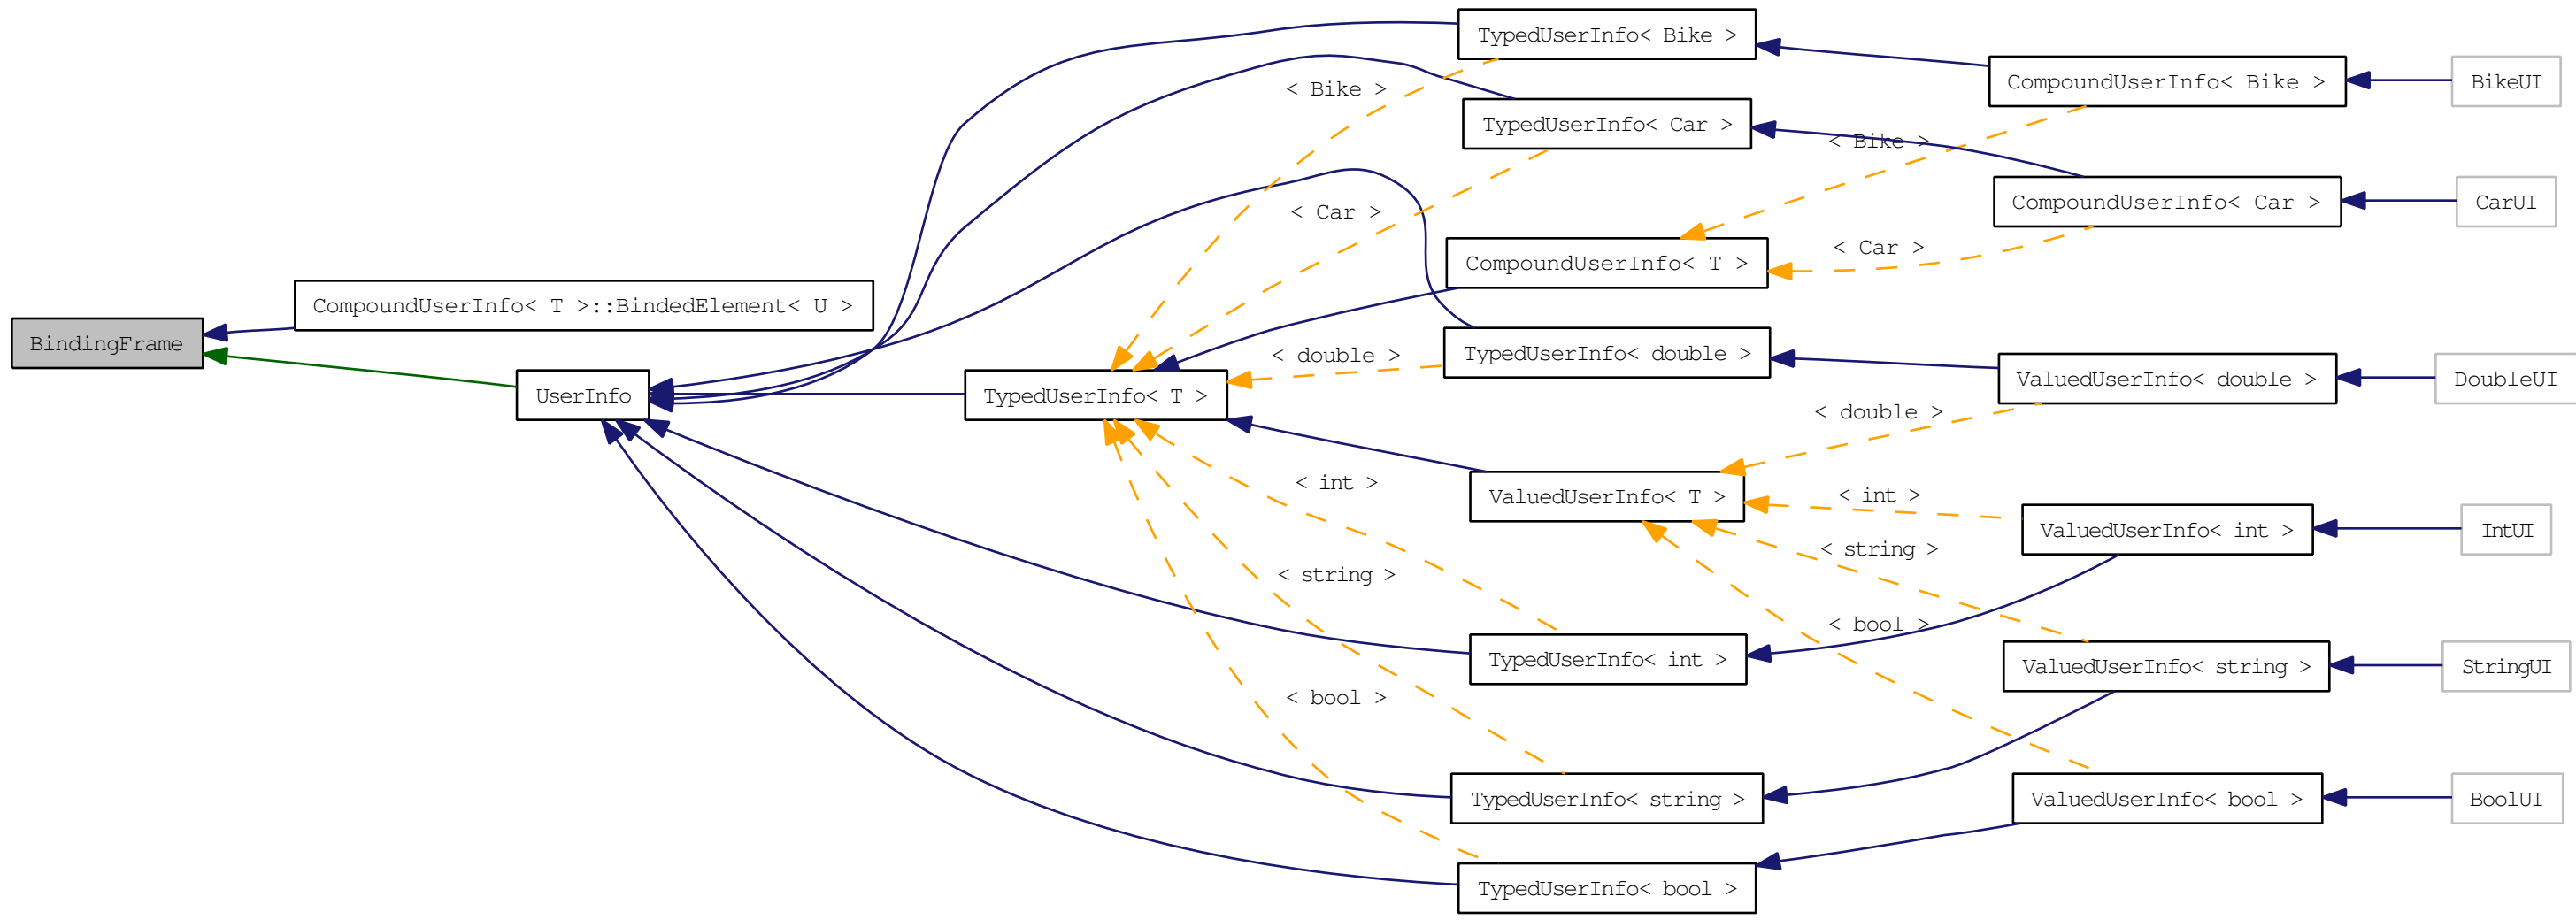 BindingFrame
CompoundUserInfo< T >::BindedElement< U >
UserInfo
TypedUserInfo< T >
< Bike >
< Car >
< double >
< int >
< string >
< bool >
TypedUserInfo< Bike >
TypedUserInfo< Car >
CompoundUserInfo< T >
TypedUserInfo< double >
ValuedUserInfo< T >
TypedUserInfo< int >
TypedUserInfo< string >
TypedUserInfo< bool >
< Bike >
< Car >
< double >
< int >
< string >
< bool >
CompoundUserInfo< Bike >
CompoundUserInfo< Car >
ValuedUserInfo< double >
ValuedUserInfo< int >
ValuedUserInfo< string >
ValuedUserInfo< bool >
BikeUI
CarUI
DoubleUI
IntUI
StringUI
BoolUI